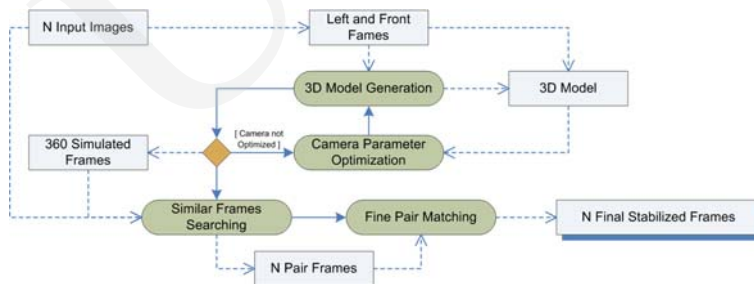 N Input Images
Left and Front
Fames
3D Model Generation
3D Model
[ Camera not
Optimized ]
360 Simulated
Frames
Camera Parameter
Optimization
Similar Frames
Searching
Fine Pair Matching
N Final Stabilized Frames
N Pair Frames